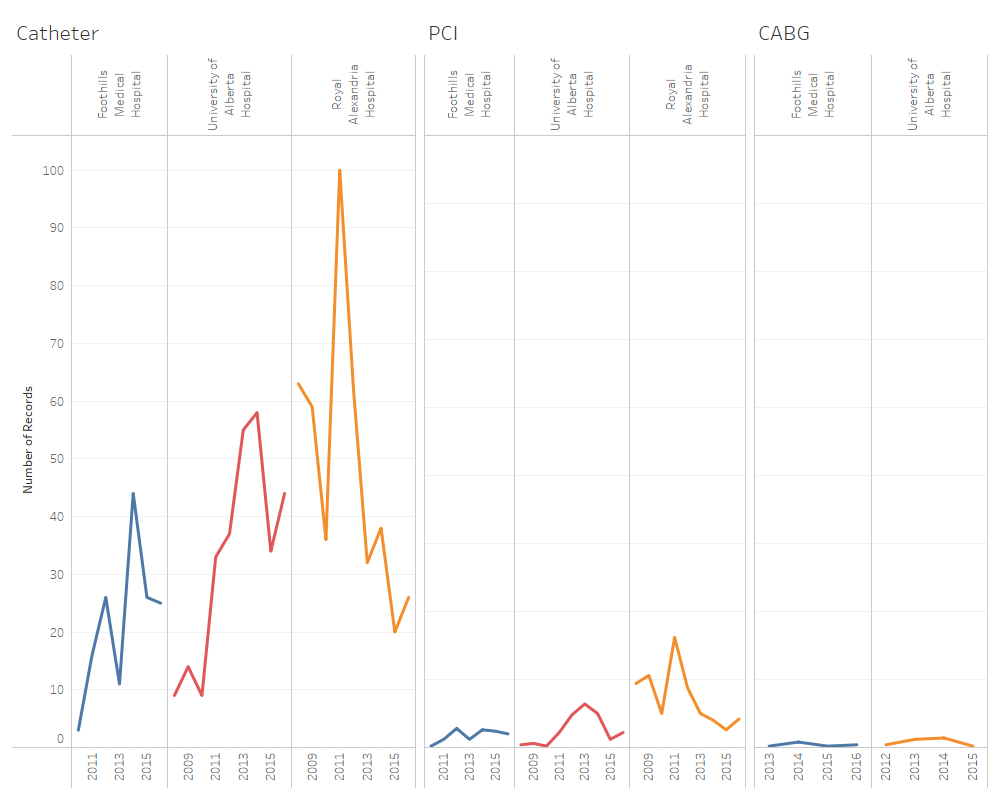 Catheter
PCI
CABG
Foothills
Medical
Hospital
University of
Alberta
Hospital
Royal
Alexandria
Hospital
Foothills
Medical
Hospital
University of
Alberta
Hospital
Royal
Alexandria
Hospital
Foothills
Medical
Hospital
University of
Alberta
Hospital
Number of Records
100
90
80
70
60
50
40
30
20
10
0
2011
2013
2015
2009
2011
2013
2015
2009
2011
2013
2015
2011
2013
2015
2009
2011
2013
2015
2009
2011
2013
2015
2013
2014
2015
2016
2012
2013
2014
2015